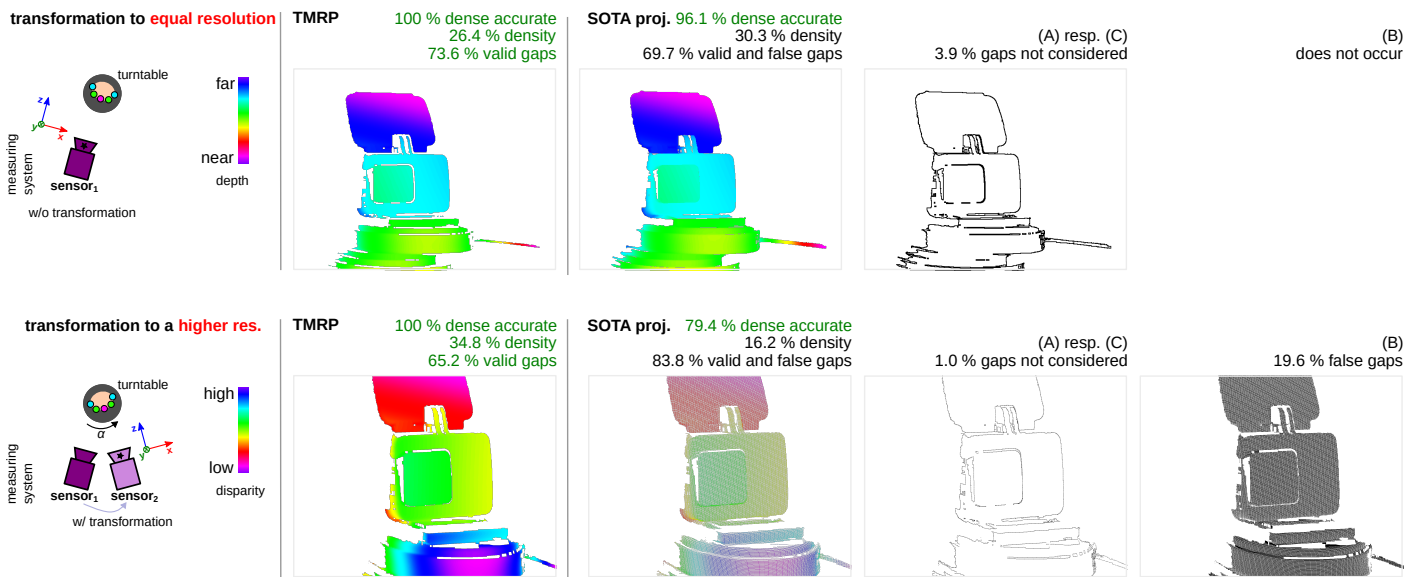 transformation to equal resolution
TMRP
100 % dense accurate
26.4 % density
73.6 % valid gaps
SOTA proj. 96.1 % dense accurate
30.3 % density
69.7 % valid and false gaps
(A) resp. (C)
3.9 % gaps not considered
(B)
does not occur
turntable
z
y
x
measuring
system
sensor₁
w/o transformation
far
near
depth
transformation to a higher res.
TMRP
100 % dense accurate
34.8 % density
65.2 % valid gaps
SOTA proj. 79.4 % dense accurate
16.2 % density
83.8 % valid and false gaps
(A) resp. (C)
1.0 % gaps not considered
(B)
19.6 % false gaps
turntable
α
z
y
x
measuring
system
sensor₁
sensor₂
w/ transformation
high
low
disparity